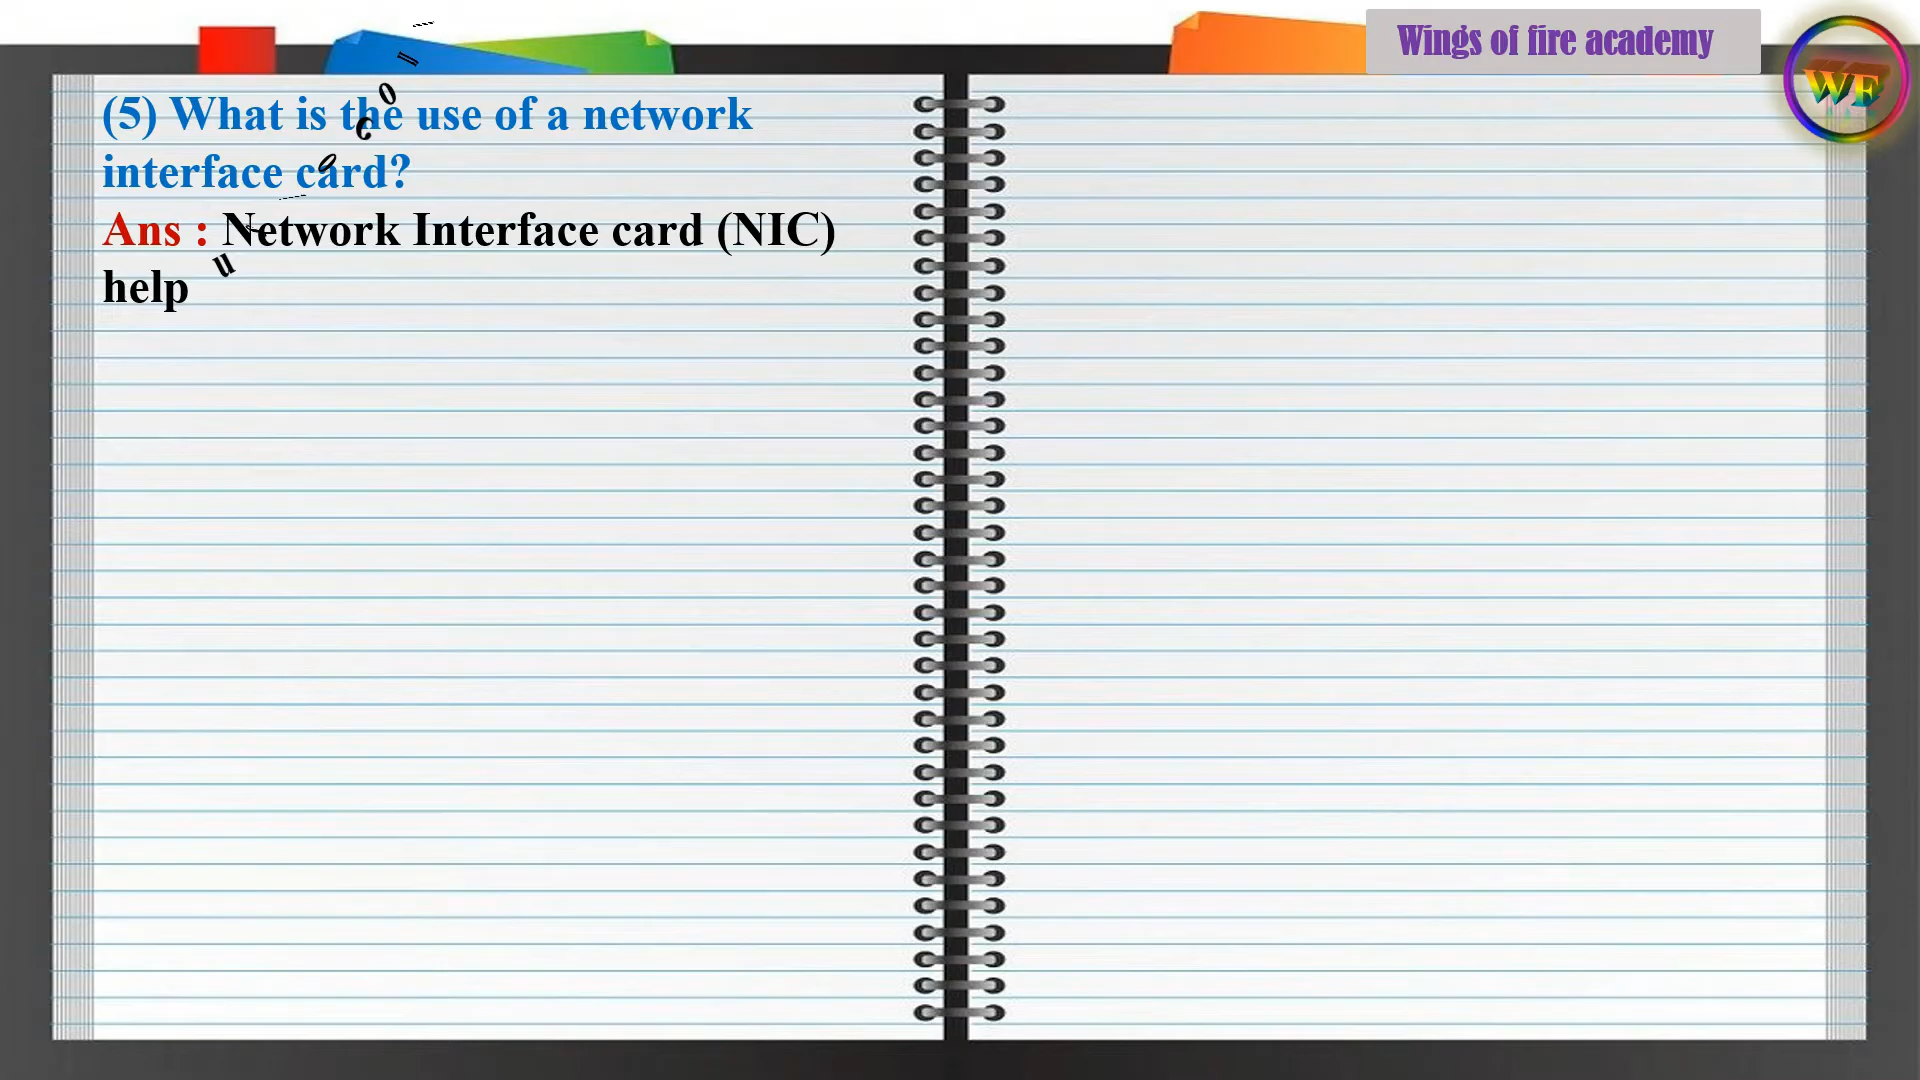 Wings of fire academy
WF
(5) What is the use of a network
interface card?
Ans : Network Interface card (NIC)
help